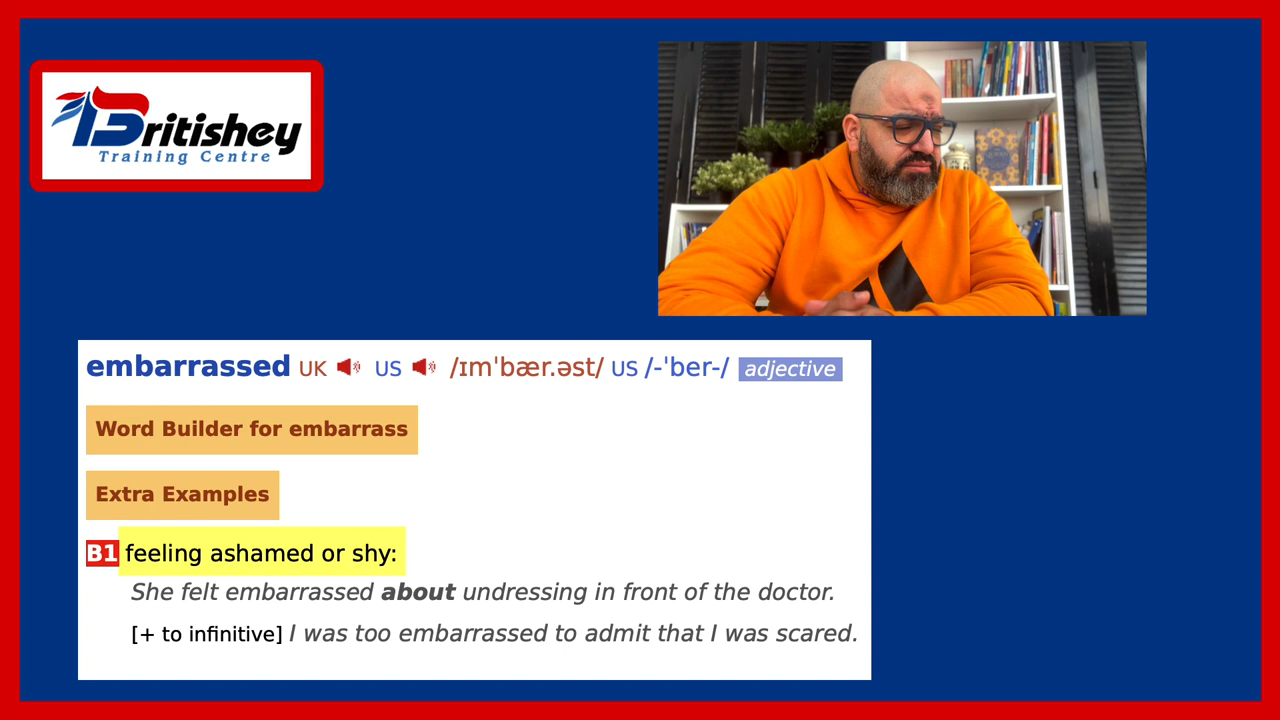 Britishey
Training Centre
embarrassed UK US /ɪmˈbær.əst/ US /-ˈber-/ adjective
Word Builder for embarrass
Extra Examples
B1 feeling ashamed or shy:
She felt embarrassed about undressing in front of the doctor.
[+ to infinitive] I was too embarrassed to admit that I was scared.